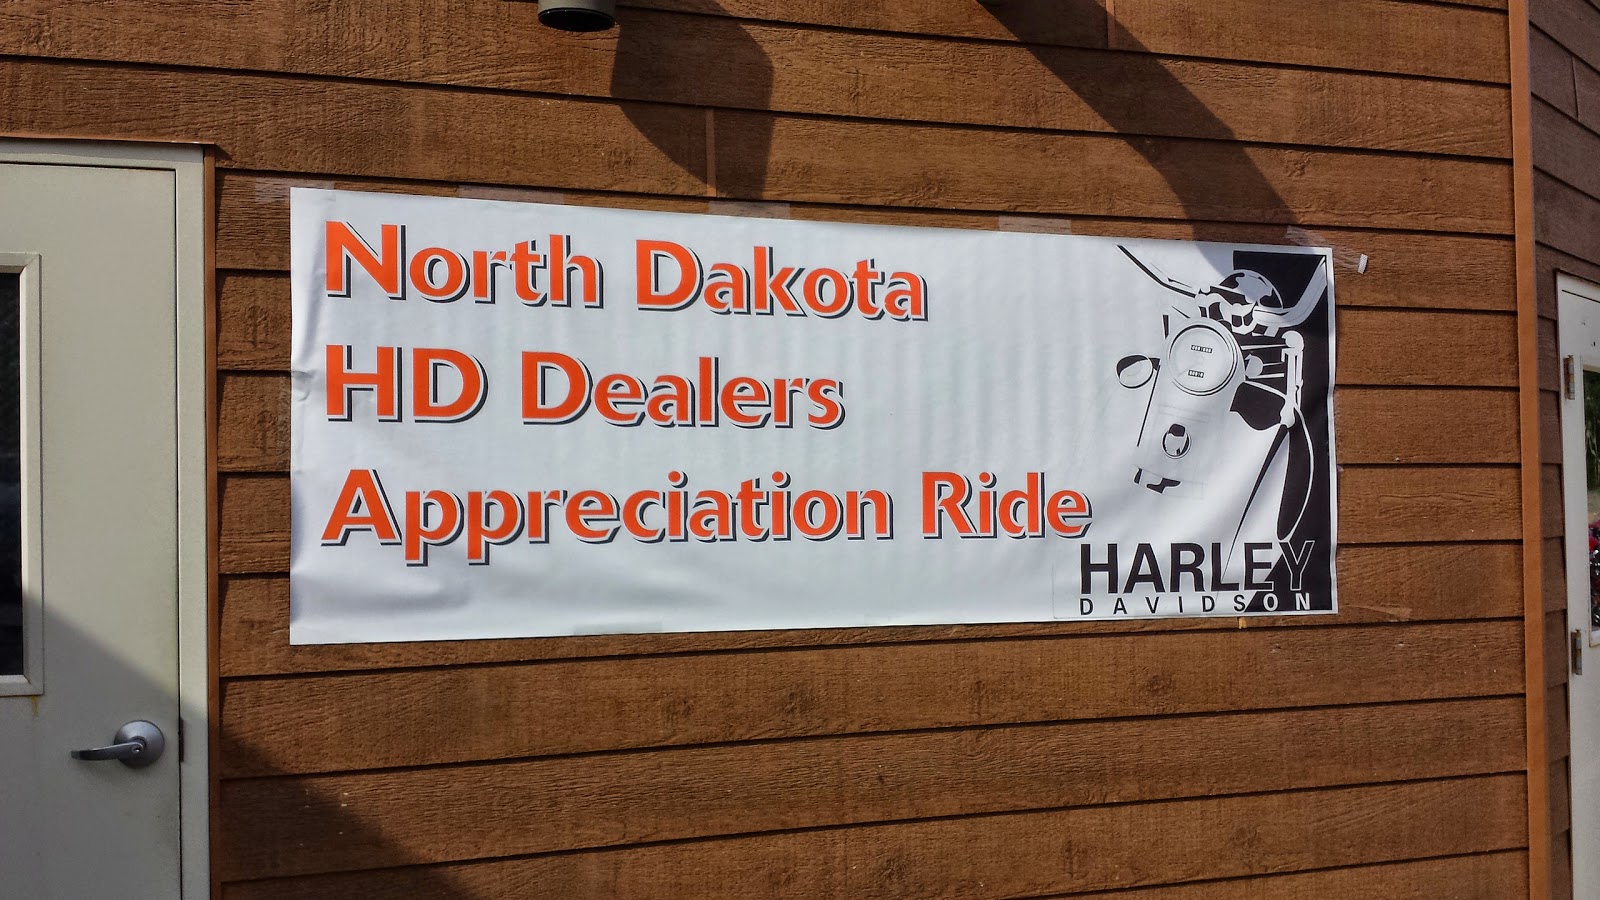 North Dakota
HD Dealers
Appreciation Ride
HARLEY
DAVIDSON